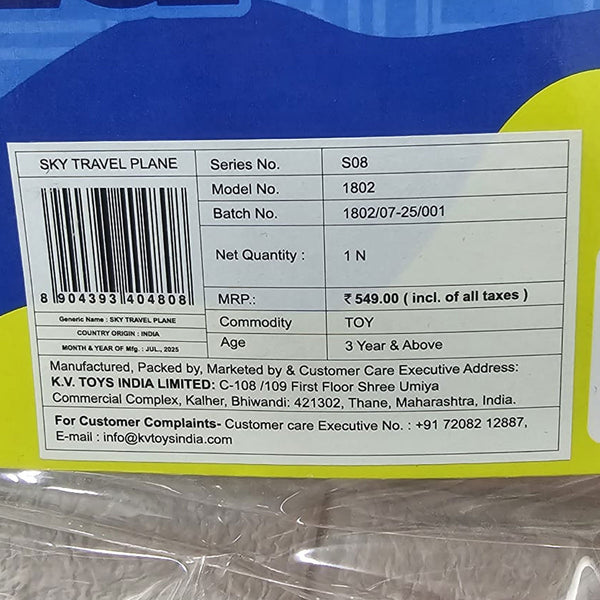 SKY TRAVEL PLANE
Series No. S08
Model No. 1802
Batch No. 1802/07-25/001
Net Quantity : 1 N
8 904393 404808
MRP.: ₹ 549.00 ( incl. of all taxes )
Generic Name : SKY TRAVEL PLANE
Commodity TOY
COUNTRY ORIGIN : INDIA
Age 3 Year & Above
MONTH & YEAR OF Mfg. : JUL., 2025
Manufactured, Packed by, Marketed by & Customer Care Executive Address:
K.V. TOYS INDIA LIMITED: C-108 /109 First Floor Shree Umiya
Commercial Complex, Kalher, Bhiwandi: 421302, Thane, Maharashtra, India.
For Customer Complaints- Customer care Executive No. : +91 72082 12887,
E-mail : info@kvtoysindia.com